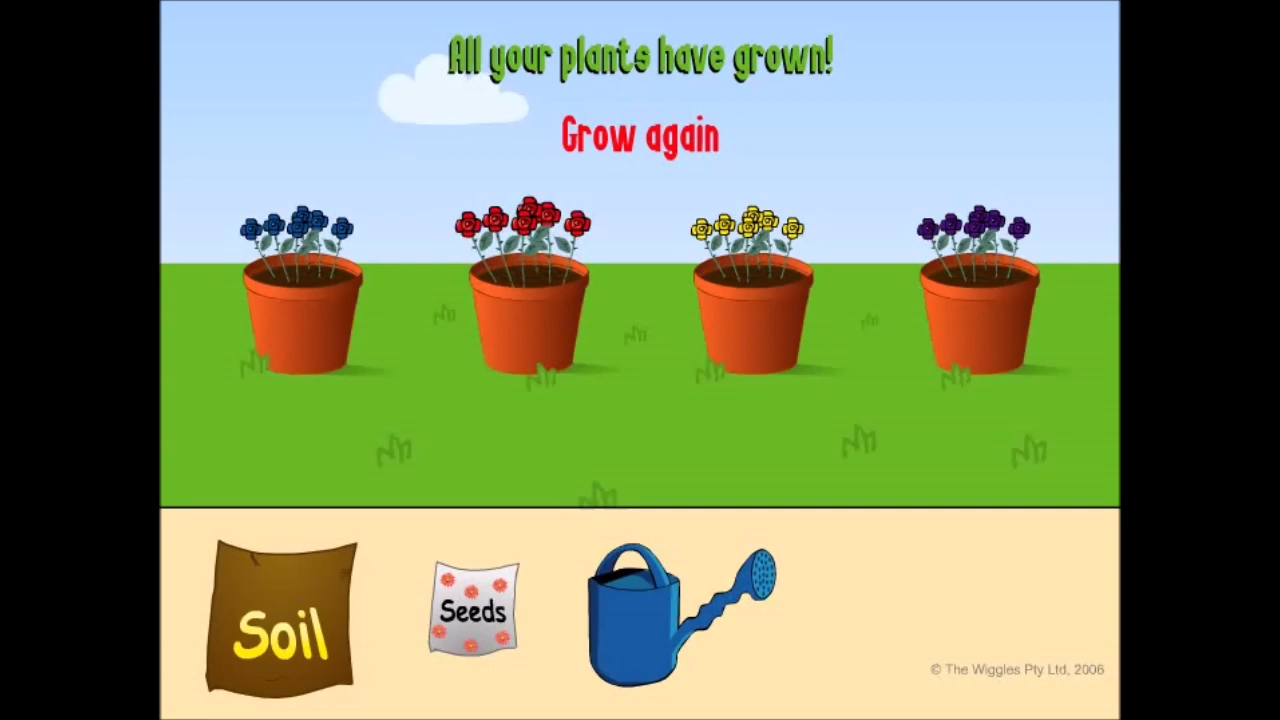 All your plants have grown!
Grow again
Soil
Seeds
© The Wiggles Pty Ltd, 2006